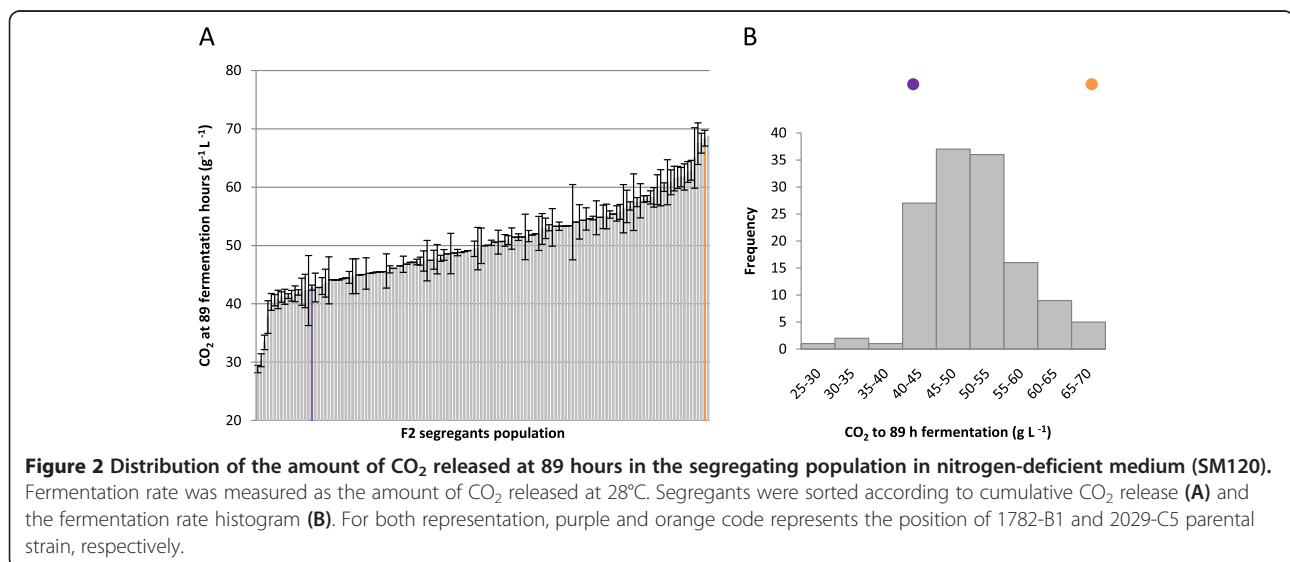 A
B
80
70
60
50
40
30
20
CO₂ at 89 fermentation hours (g⁻¹ L⁻¹)
F2 segregants population
40
35
30
25
20
15
10
5
0
Frequency
25-30
30-35
35-40
40-45
45-50
50-55
55-60
60-65
65-70
CO₂ to 89 h fermentation (g L⁻¹)
Figure 2 Distribution of the amount of CO₂ released at 89 hours in the segregating population in nitrogen-deficient medium (SM120).
Fermentation rate was measured as the amount of CO₂ released at 28°C. Segregants were sorted according to cumulative CO₂ release (A) and
the fermentation rate histogram (B). For both representation, purple and orange code represents the position of 1782-B1 and 2029-C5 parental
strain, respectively.